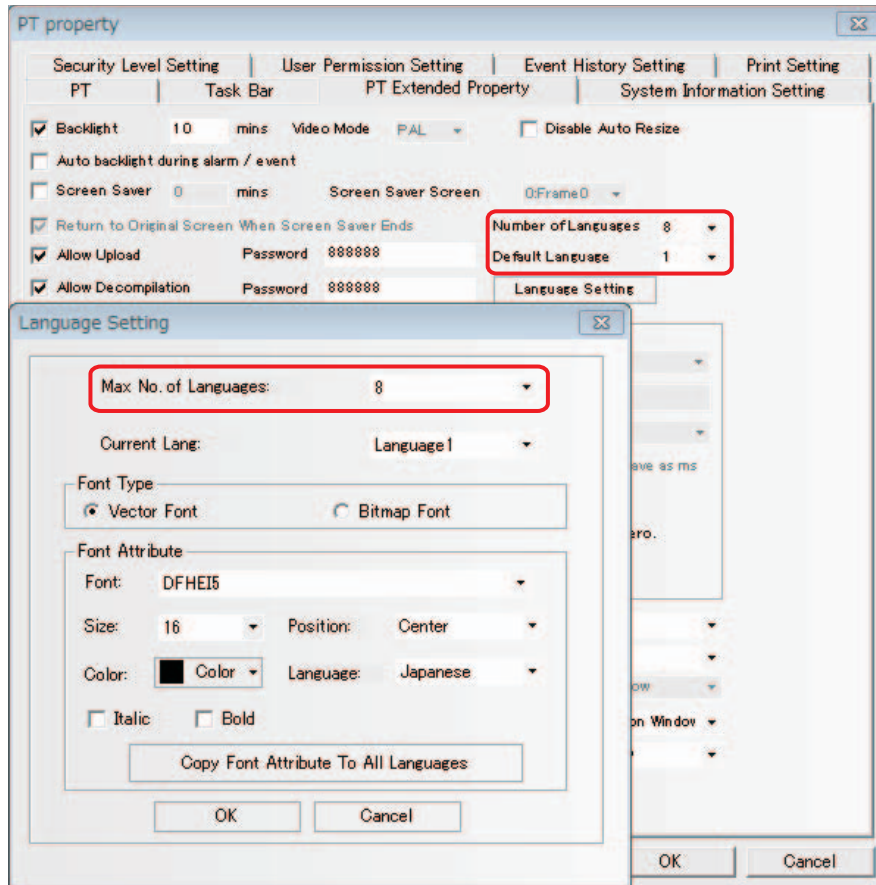 PT property
Security Level Setting User Permission Setting Event History Setting Print Setting
PT Task Bar PT Extended Property System Information Setting
Backlight 10 mins Video Mode PAL Disable Auto Resize
Auto backlight during alarm / event
Screen Saver 0 mins Screen Saver Screen 0:Frame0
Return to Original Screen When Screen Saver Ends Number of Languages 8
Allow Upload Password 888888 Default Language 1
Allow Decompilation Password 888888 Language Setting
Language Setting
Max No. of Languages: 8
Current Lang: Language1
ave as ms
Font Type
Vector Font Bitmap Font
ero.
Font Attribute
Font: DFHEI5
Size: 16 Position: Center
Color: Color Language: Japanese
ow
Italic Bold
on Window
Copy Font Attribute To All Languages
OK Cancel
OK Cancel